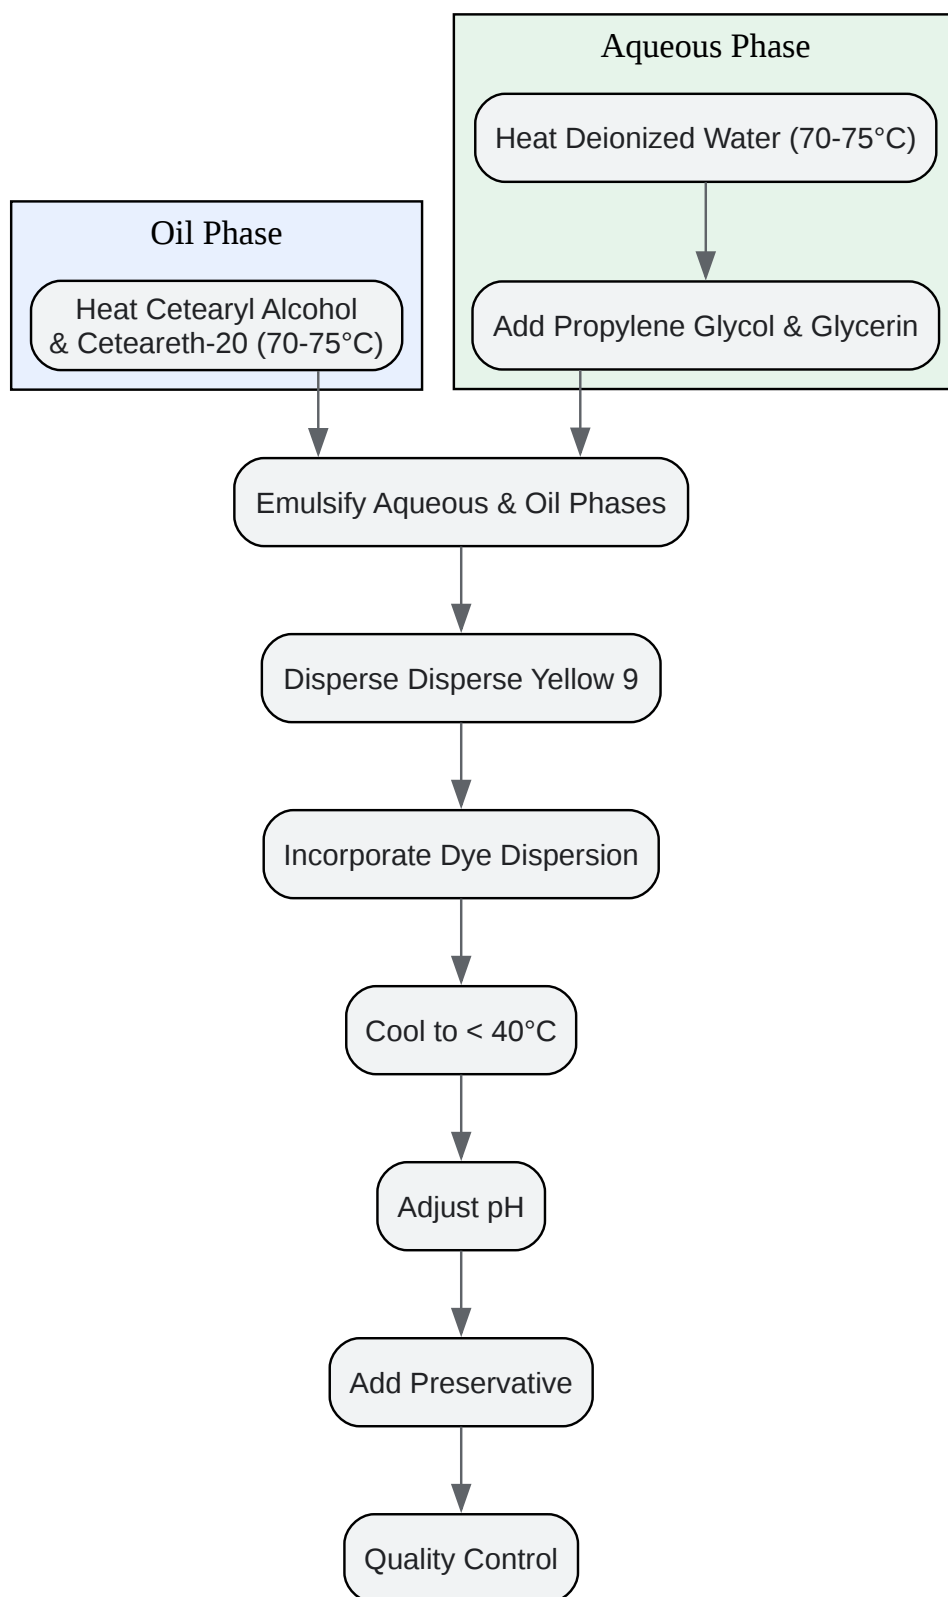 Aqueous Phase
Heat Deionized Water (70-75°C)
Oil Phase
Heat Cetearyl Alcohol
& Ceteareth-20 (70-75°C)
Add Propylene Glycol & Glycerin
Emulsify Aqueous & Oil Phases
Disperse Disperse Yellow 9
Incorporate Dye Dispersion
Cool to < 40°C
Adjust pH
Add Preservative
Quality Control